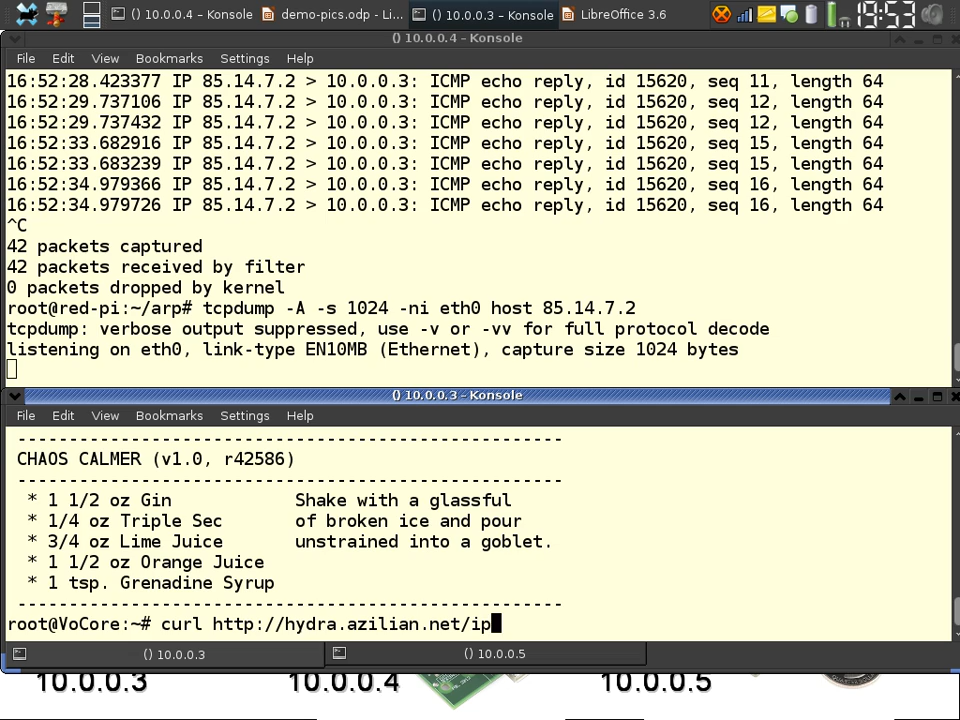 () 10.0.0.4 – Konsole demo-pics.odp - Li... () 10.0.0.3 – Konsole LibreOffice 3.6 19:53
() 10.0.0.4 – Konsole
File Edit View Bookmarks Settings Help
16:52:28.423377 IP 85.14.7.2 > 10.0.0.3: ICMP echo reply, id 15620, seq 11, length 64
16:52:29.737106 IP 85.14.7.2 > 10.0.0.3: ICMP echo reply, id 15620, seq 12, length 64
16:52:29.737432 IP 85.14.7.2 > 10.0.0.3: ICMP echo reply, id 15620, seq 12, length 64
16:52:33.682916 IP 85.14.7.2 > 10.0.0.3: ICMP echo reply, id 15620, seq 15, length 64
16:52:33.683239 IP 85.14.7.2 > 10.0.0.3: ICMP echo reply, id 15620, seq 15, length 64
16:52:34.979366 IP 85.14.7.2 > 10.0.0.3: ICMP echo reply, id 15620, seq 16, length 64
16:52:34.979726 IP 85.14.7.2 > 10.0.0.3: ICMP echo reply, id 15620, seq 16, length 64
^C
42 packets captured
42 packets received by filter
0 packets dropped by kernel
root@red-pi:~/arp# tcpdump -A -s 1024 -ni eth0 host 85.14.7.2
tcpdump: verbose output suppressed, use -v or -vv for full protocol decode
listening on eth0, link-type EN10MB (Ethernet), capture size 1024 bytes
() 10.0.0.3 – Konsole
File Edit View Bookmarks Settings Help
-----------------------------------------------------
CHAOS CALMER (v1.0, r42586)
-----------------------------------------------------
* 1 1/2 oz Gin Shake with a glassful
* 1/4 oz Triple Sec of broken ice and pour
* 3/4 oz Lime Juice unstrained into a goblet.
* 1 1/2 oz Orange Juice
* 1 tsp. Grenadine Syrup
-----------------------------------------------------
root@VoCore:~# curl http://hydra.azilian.net/ip
() 10.0.0.3 () 10.0.0.5
10.0.0.3 10.0.0.4 10.0.0.5